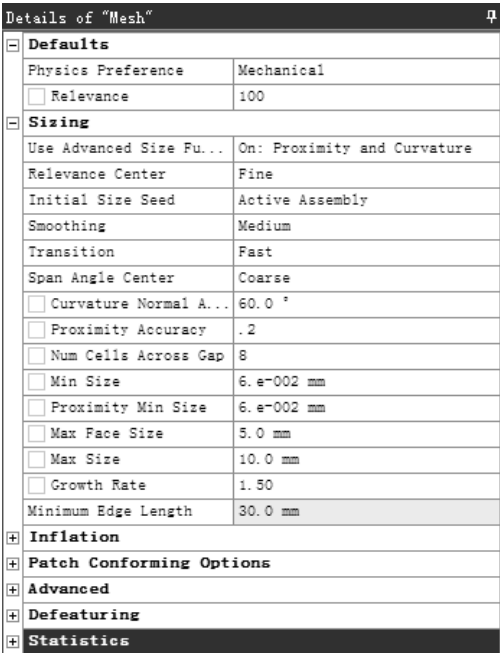 Details of "Mesh"
Defaults
Physics Preference Mechanical
Relevance 100
Sizing
Use Advanced Size Fu... On: Proximity and Curvature
Relevance Center Fine
Initial Size Seed Active Assembly
Smoothing Medium
Transition Fast
Span Angle Center Coarse
Curvature Normal A... 60.0 °
Proximity Accuracy .2
Num Cells Across Gap 8
Min Size 6.e-002 mm
Proximity Min Size 6.e-002 mm
Max Face Size 5.0 mm
Max Size 10.0 mm
Growth Rate 1.50
Minimum Edge Length 30.0 mm
Inflation
Patch Conforming Options
Advanced
Defeaturing
Statistics